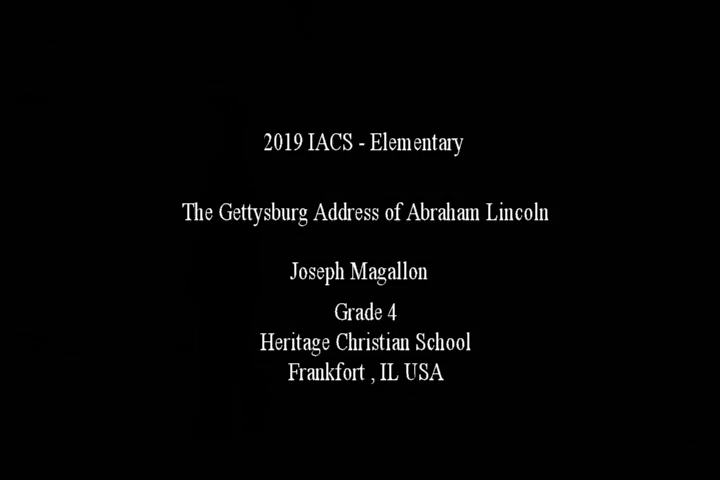 2019 IACS - Elementary
The Gettysburg Address of Abraham Lincoln
Joseph Magallon
Grade 4
Heritage Christian School
Frankfort , IL USA